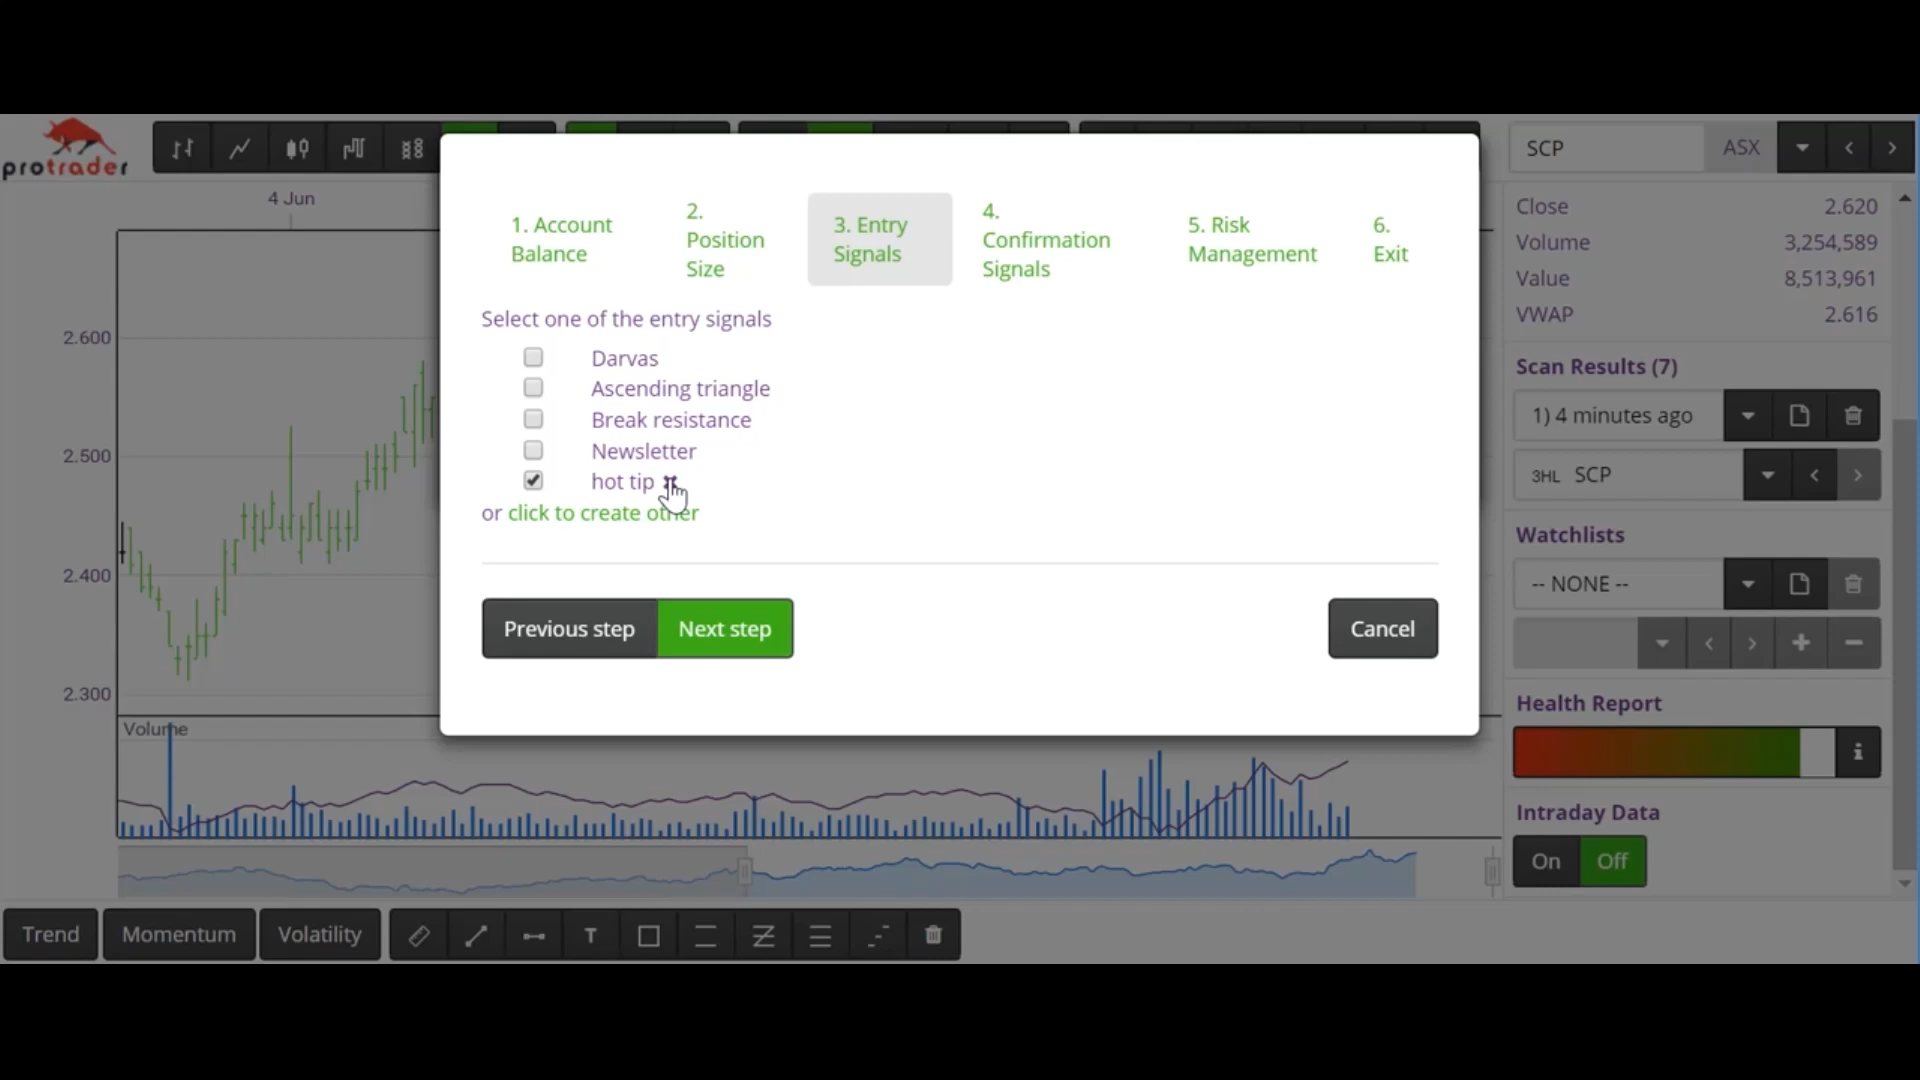 protrader
SCP
ASX
4 Jun
2.600
2.500
2.400
2.300
Volume
1. Account
Balance
2.
Position
Size
3. Entry
Signals
4.
Confirmation
Signals
5. Risk
Management
6.
Exit
Select one of the entry signals
Darvas
Ascending triangle
Break resistance
Newsletter
hot tip
or click to create other
Previous step
Next step
Cancel
Close 2.620
Volume 3,254,589
Value 8,513,961
VWAP 2.616
Scan Results (7)
1) 4 minutes ago
3HL SCP
Watchlists
-- NONE --
Health Report
Intraday Data
On Off
Trend
Momentum
Volatility
T